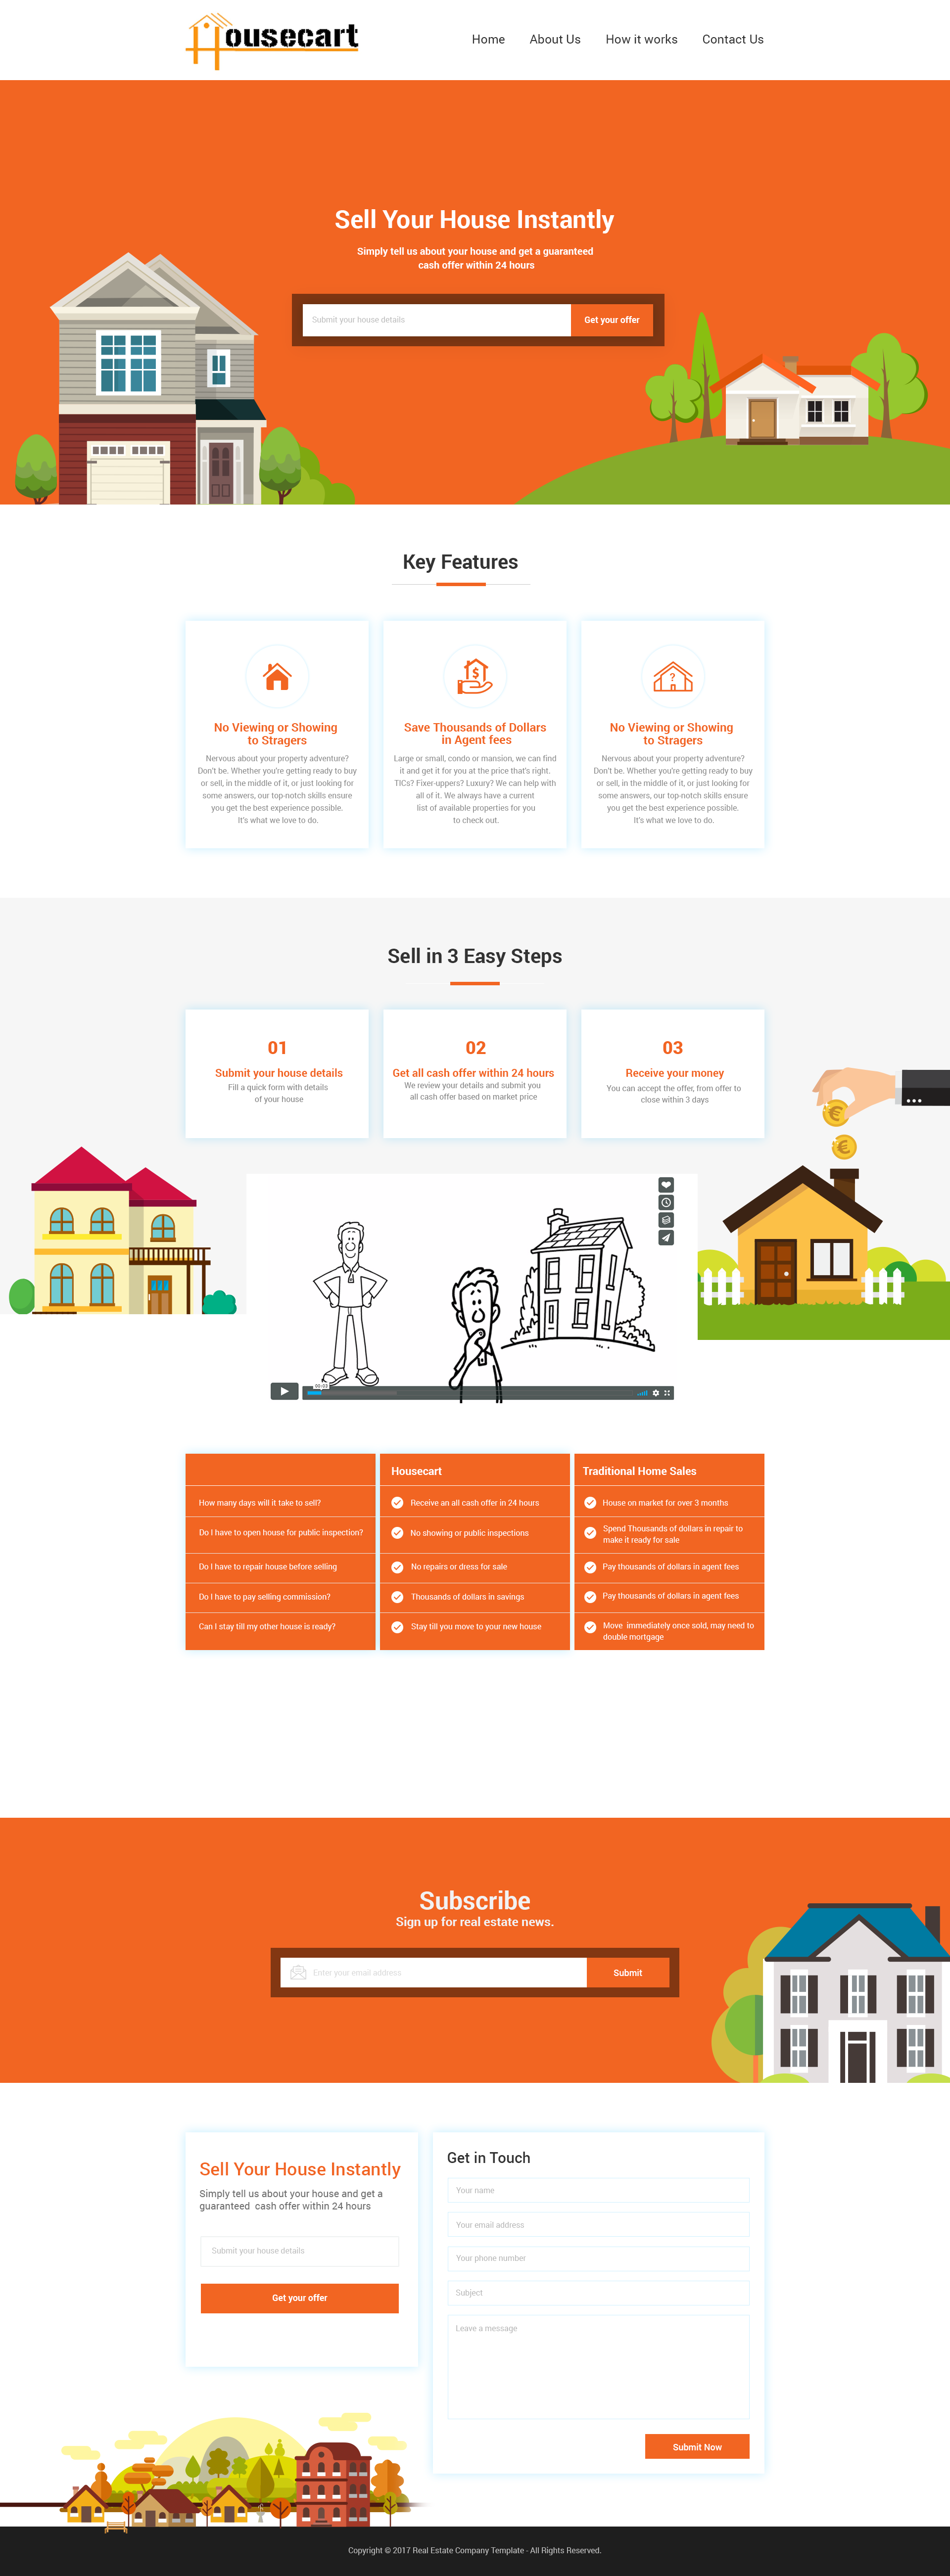 Housecart
Home About Us How it works Contact Us
Sell Your House Instantly
Simply tell us about your house and get a guaranteed
cash offer within 24 hours
Submit your house details Get your offer
Key Features
No Viewing or Showing
to Stragers
Nervous about your property adventure?
Don't be. Whether you're getting ready to buy
or sell, in the middle of it, or just looking for
some answers, our top-notch skills ensure
you get the best experience possible.
It's what we love to do.
Save Thousands of Dollars
in Agent fees
Large or small, condo or mansion, we can find
it and get it for you at the price that's right.
TICs? Fixer-uppers? Luxury? We can help with
all of it. We always have a current
list of available properties for you
to check out.
No Viewing or Showing
to Stragers
Nervous about your property adventure?
Don't be. Whether you're getting ready to buy
or sell, in the middle of it, or just looking for
some answers, our top-notch skills ensure
you get the best experience possible.
It's what we love to do.
Sell in 3 Easy Steps
01
Submit your house details
Fill a quick form with details
of your house
02
Get all cash offer within 24 hours
We review your details and submit you
all cash offer based on market price
03
Receive your money
You can accept the offer, from offer to
close within 3 days
00:03
Housecart Traditional Home Sales
How many days will it take to sell? Receive an all cash offer in 24 hours House on market for over 3 months
Do I have to open house for public inspection? No showing or public inspections Spend Thousands of dollars in repair to
make it ready for sale
Do I have to repair house before selling No repairs or dress for sale Pay thousands of dollars in agent fees
Do I have to pay selling commission? Thousands of dollars in savings Pay thousands of dollars in agent fees
Can I stay till my other house is ready? Stay till you move to your new house Move immediately once sold, may need to
double mortgage
Subscribe
Sign up for real estate news.
Enter your email address Submit
Sell Your House Instantly
Simply tell us about your house and get a
guaranteed cash offer within 24 hours
Submit your house details
Get your offer
Get in Touch
Your name
Your email address
Your phone number
Subject
Leave a message
Submit Now
Copyright © 2017 Real Estate Company Template - All Rights Reserved.